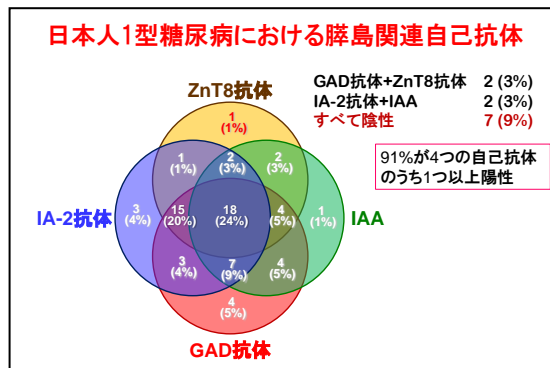 日本人1型糖尿病における膵島関連自己抗体
ZnT8抗体
GAD抗体+ZnT8抗体 2 (3%)
IA-2抗体+IAA 2 (3%)
すべて陰性 7 (9%)
91%が4つの自己抗体
のうち1つ以上陽性
1
(1%)
1
(1%)
2
(3%)
2
(3%)
IA-2抗体
3
(4%)
15
(20%)
18
(24%)
4
(5%)
1
(1%)
IAA
3
(4%)
7
(9%)
4
(5%)
4
(5%)
GAD抗体